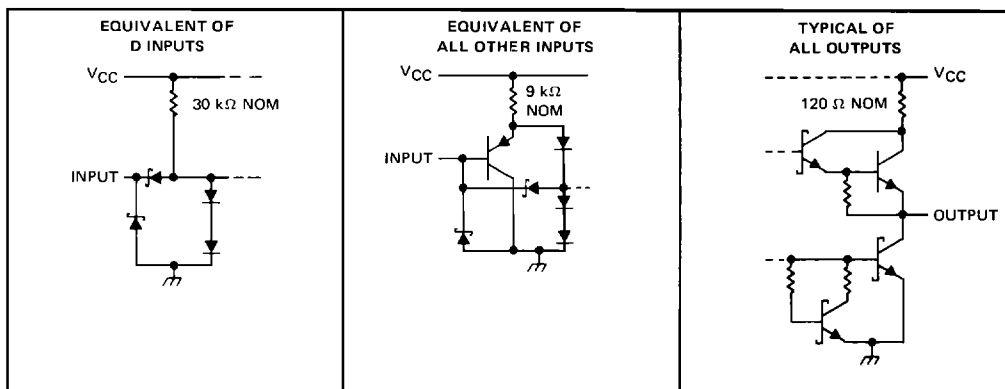 EQUIVALENT OF
D INPUTS
VCC
30 kΩ NOM
INPUT
EQUIVALENT OF
ALL OTHER INPUTS
VCC
9 kΩ
NOM
INPUT
TYPICAL OF
ALL OUTPUTS
VCC
120 Ω NOM
OUTPUT